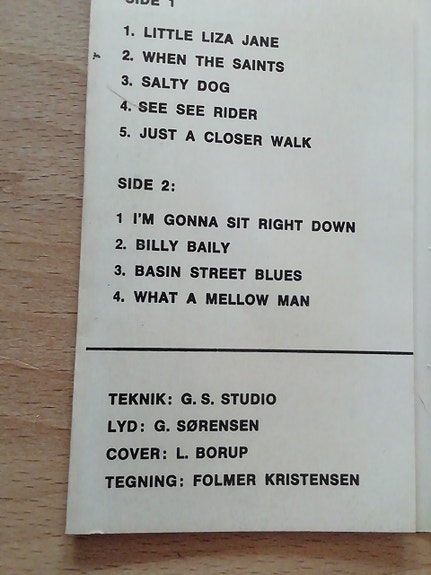 SIDE 1
1. LITTLE LIZA JANE
2. WHEN THE SAINTS
3. SALTY DOG
4. SEE SEE RIDER
5. JUST A CLOSER WALK
SIDE 2:
1 I'M GONNA SIT RIGHT DOWN
2. BILLY BAILY
3. BASIN STREET BLUES
4. WHAT A MELLOW MAN
TEKNIK: G. S. STUDIO
LYD: G. SØRENSEN
COVER: L. BORUP
TEGNING: FOLMER KRISTENSEN